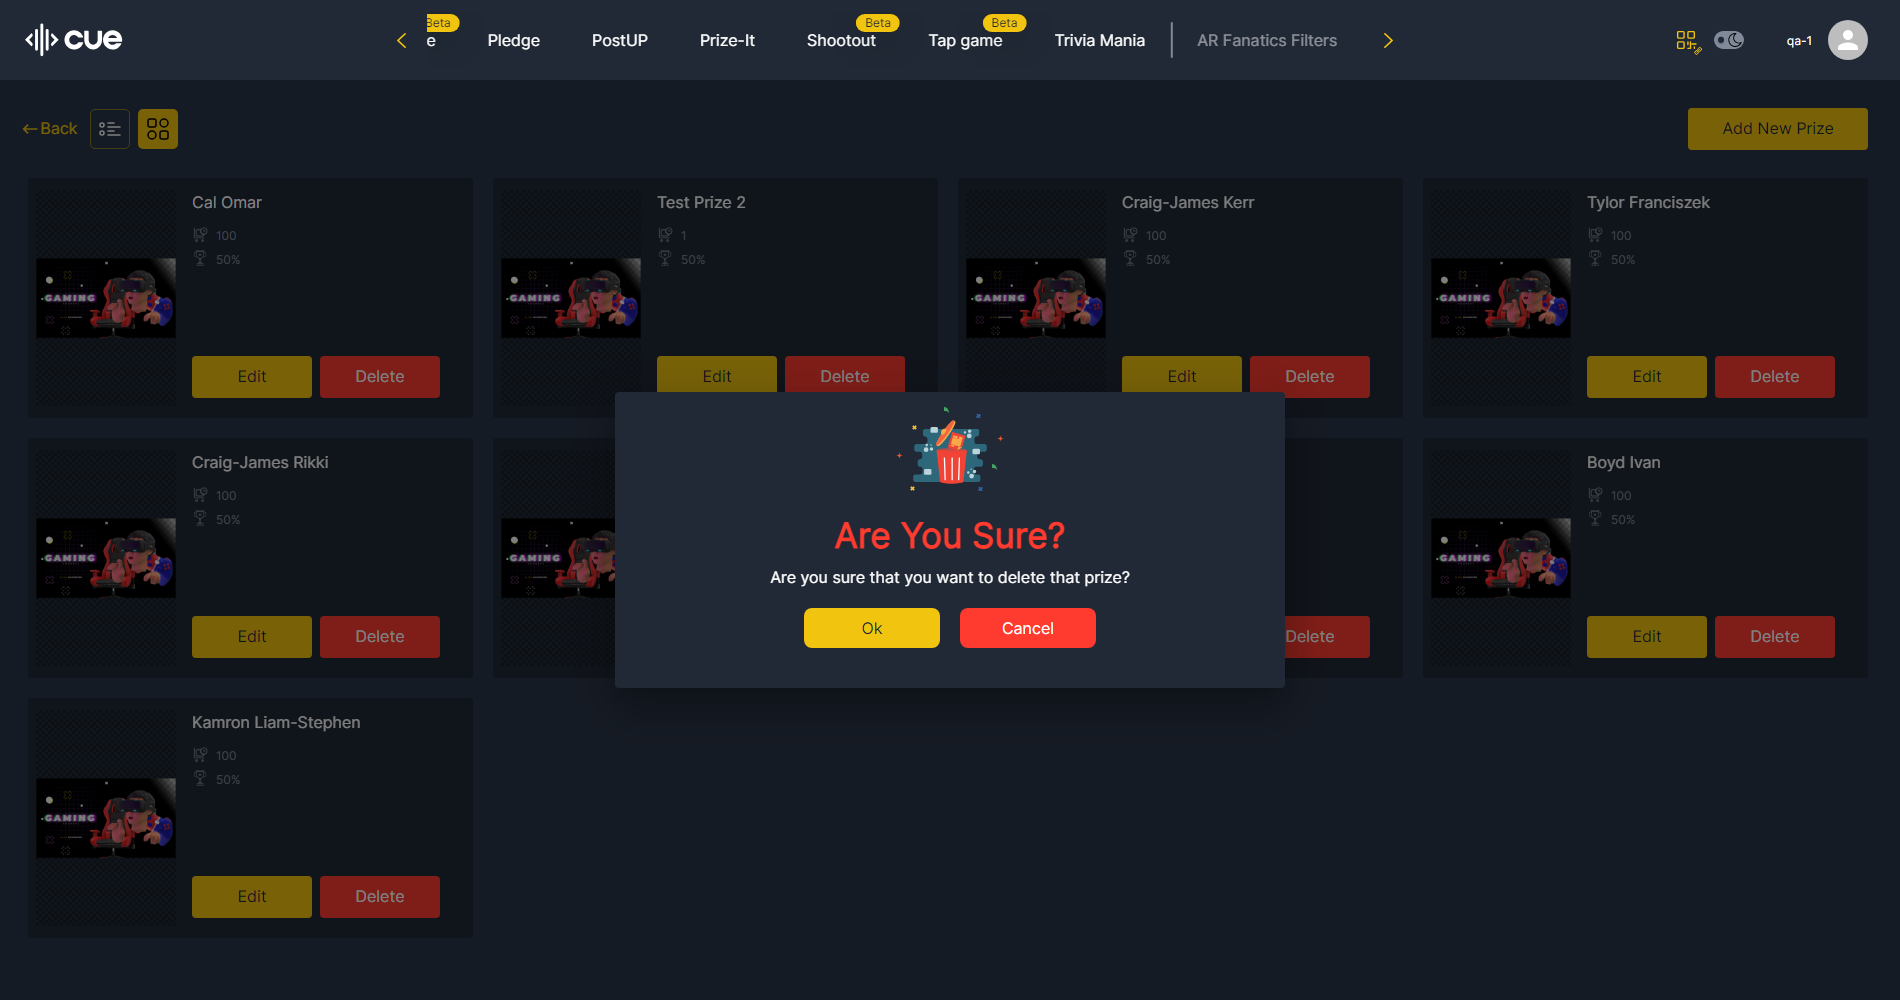 cue
Beta
e
Pledge
PostUP
Prize-It
Beta
Shootout
Beta
Tap game
Trivia Mania
AR Fanatics Filters
qa-1
Back
Add New Prize
Cal Omar
100
50%
GAMING
Edit
Delete
Test Prize 2
1
50%
GAMING
Edit
Delete
Craig-James Kerr
100
50%
GAMING
Edit
Delete
Tylor Franciszek
100
50%
GAMING
Edit
Delete
Craig-James Rikki
100
50%
GAMING
Edit
Delete
GAMING
Delete
Boyd Ivan
100
50%
GAMING
Edit
Delete
Are You Sure?
Are you sure that you want to delete that prize?
Ok
Cancel
Kamron Liam-Stephen
100
50%
GAMING
Edit
Delete